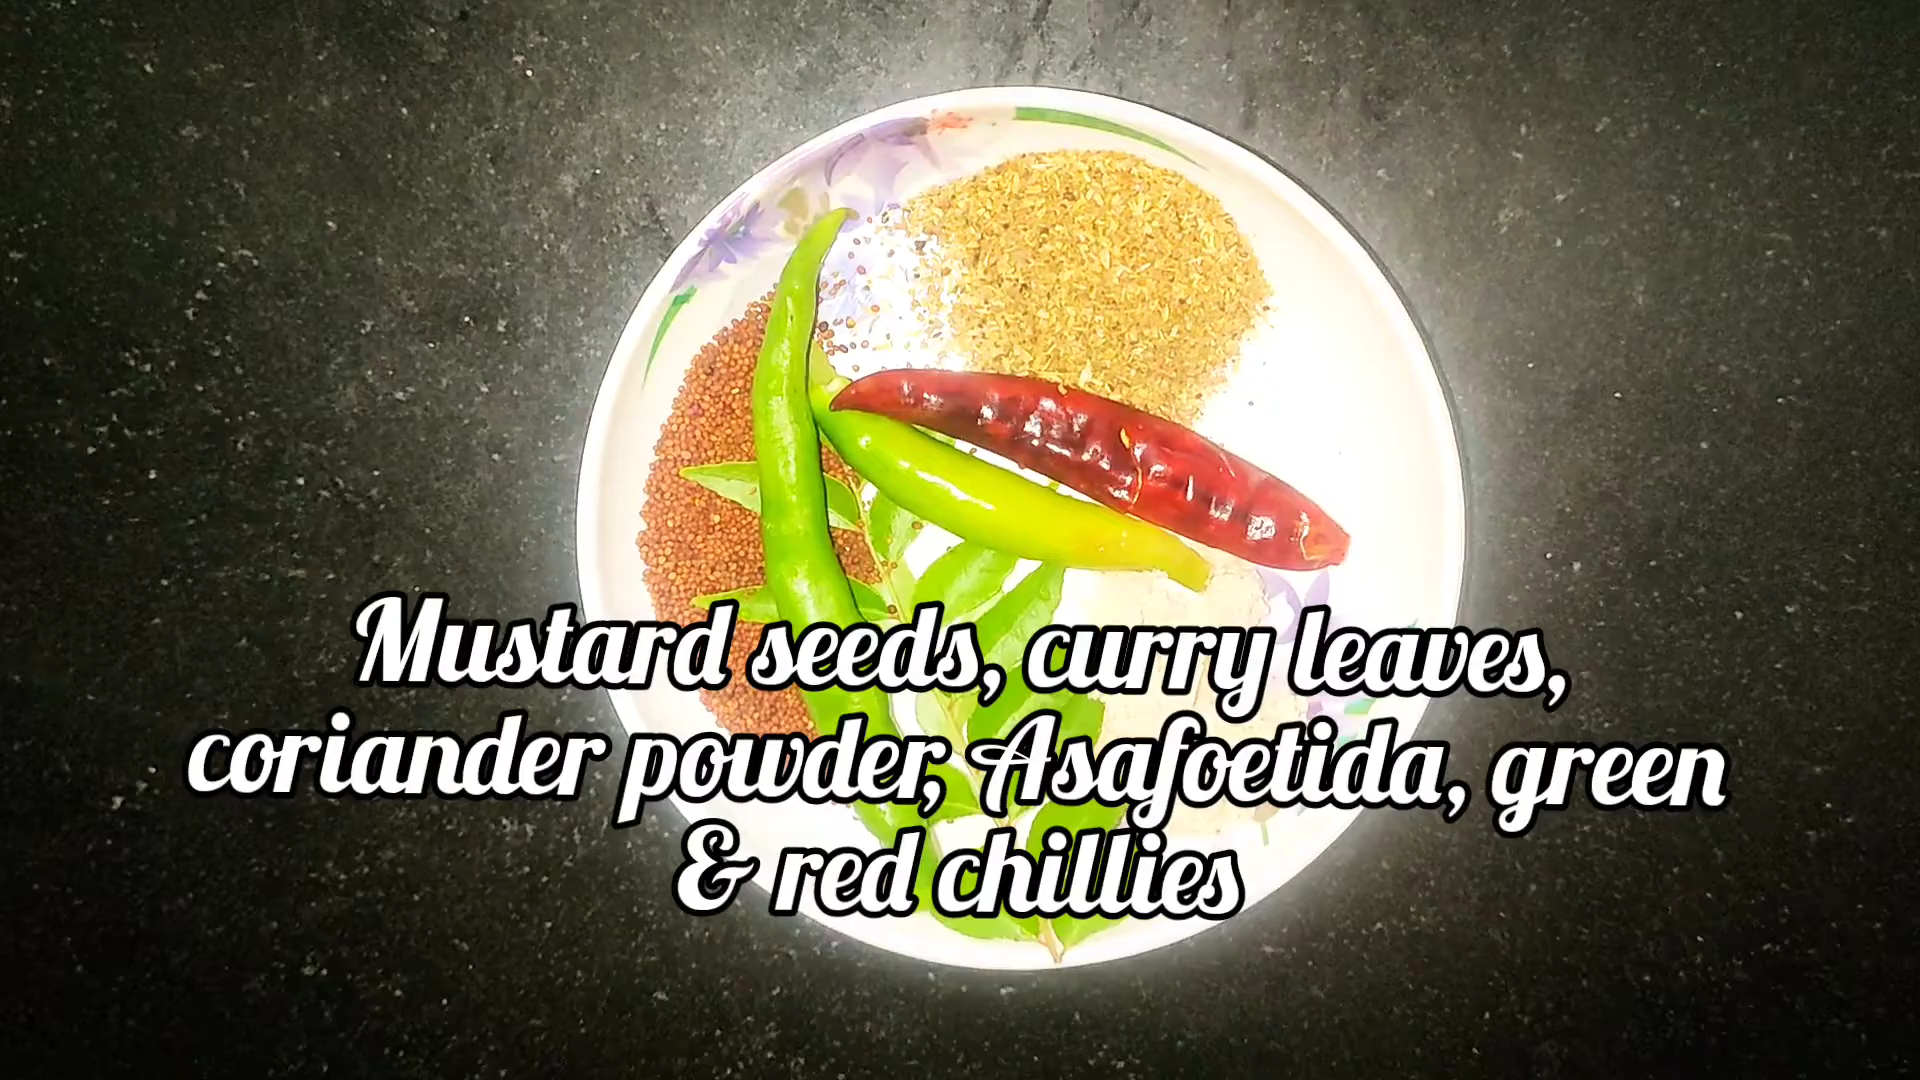 Mustard seeds, curry leaves,
coriander powder, Asafoetida, green
& red chillies